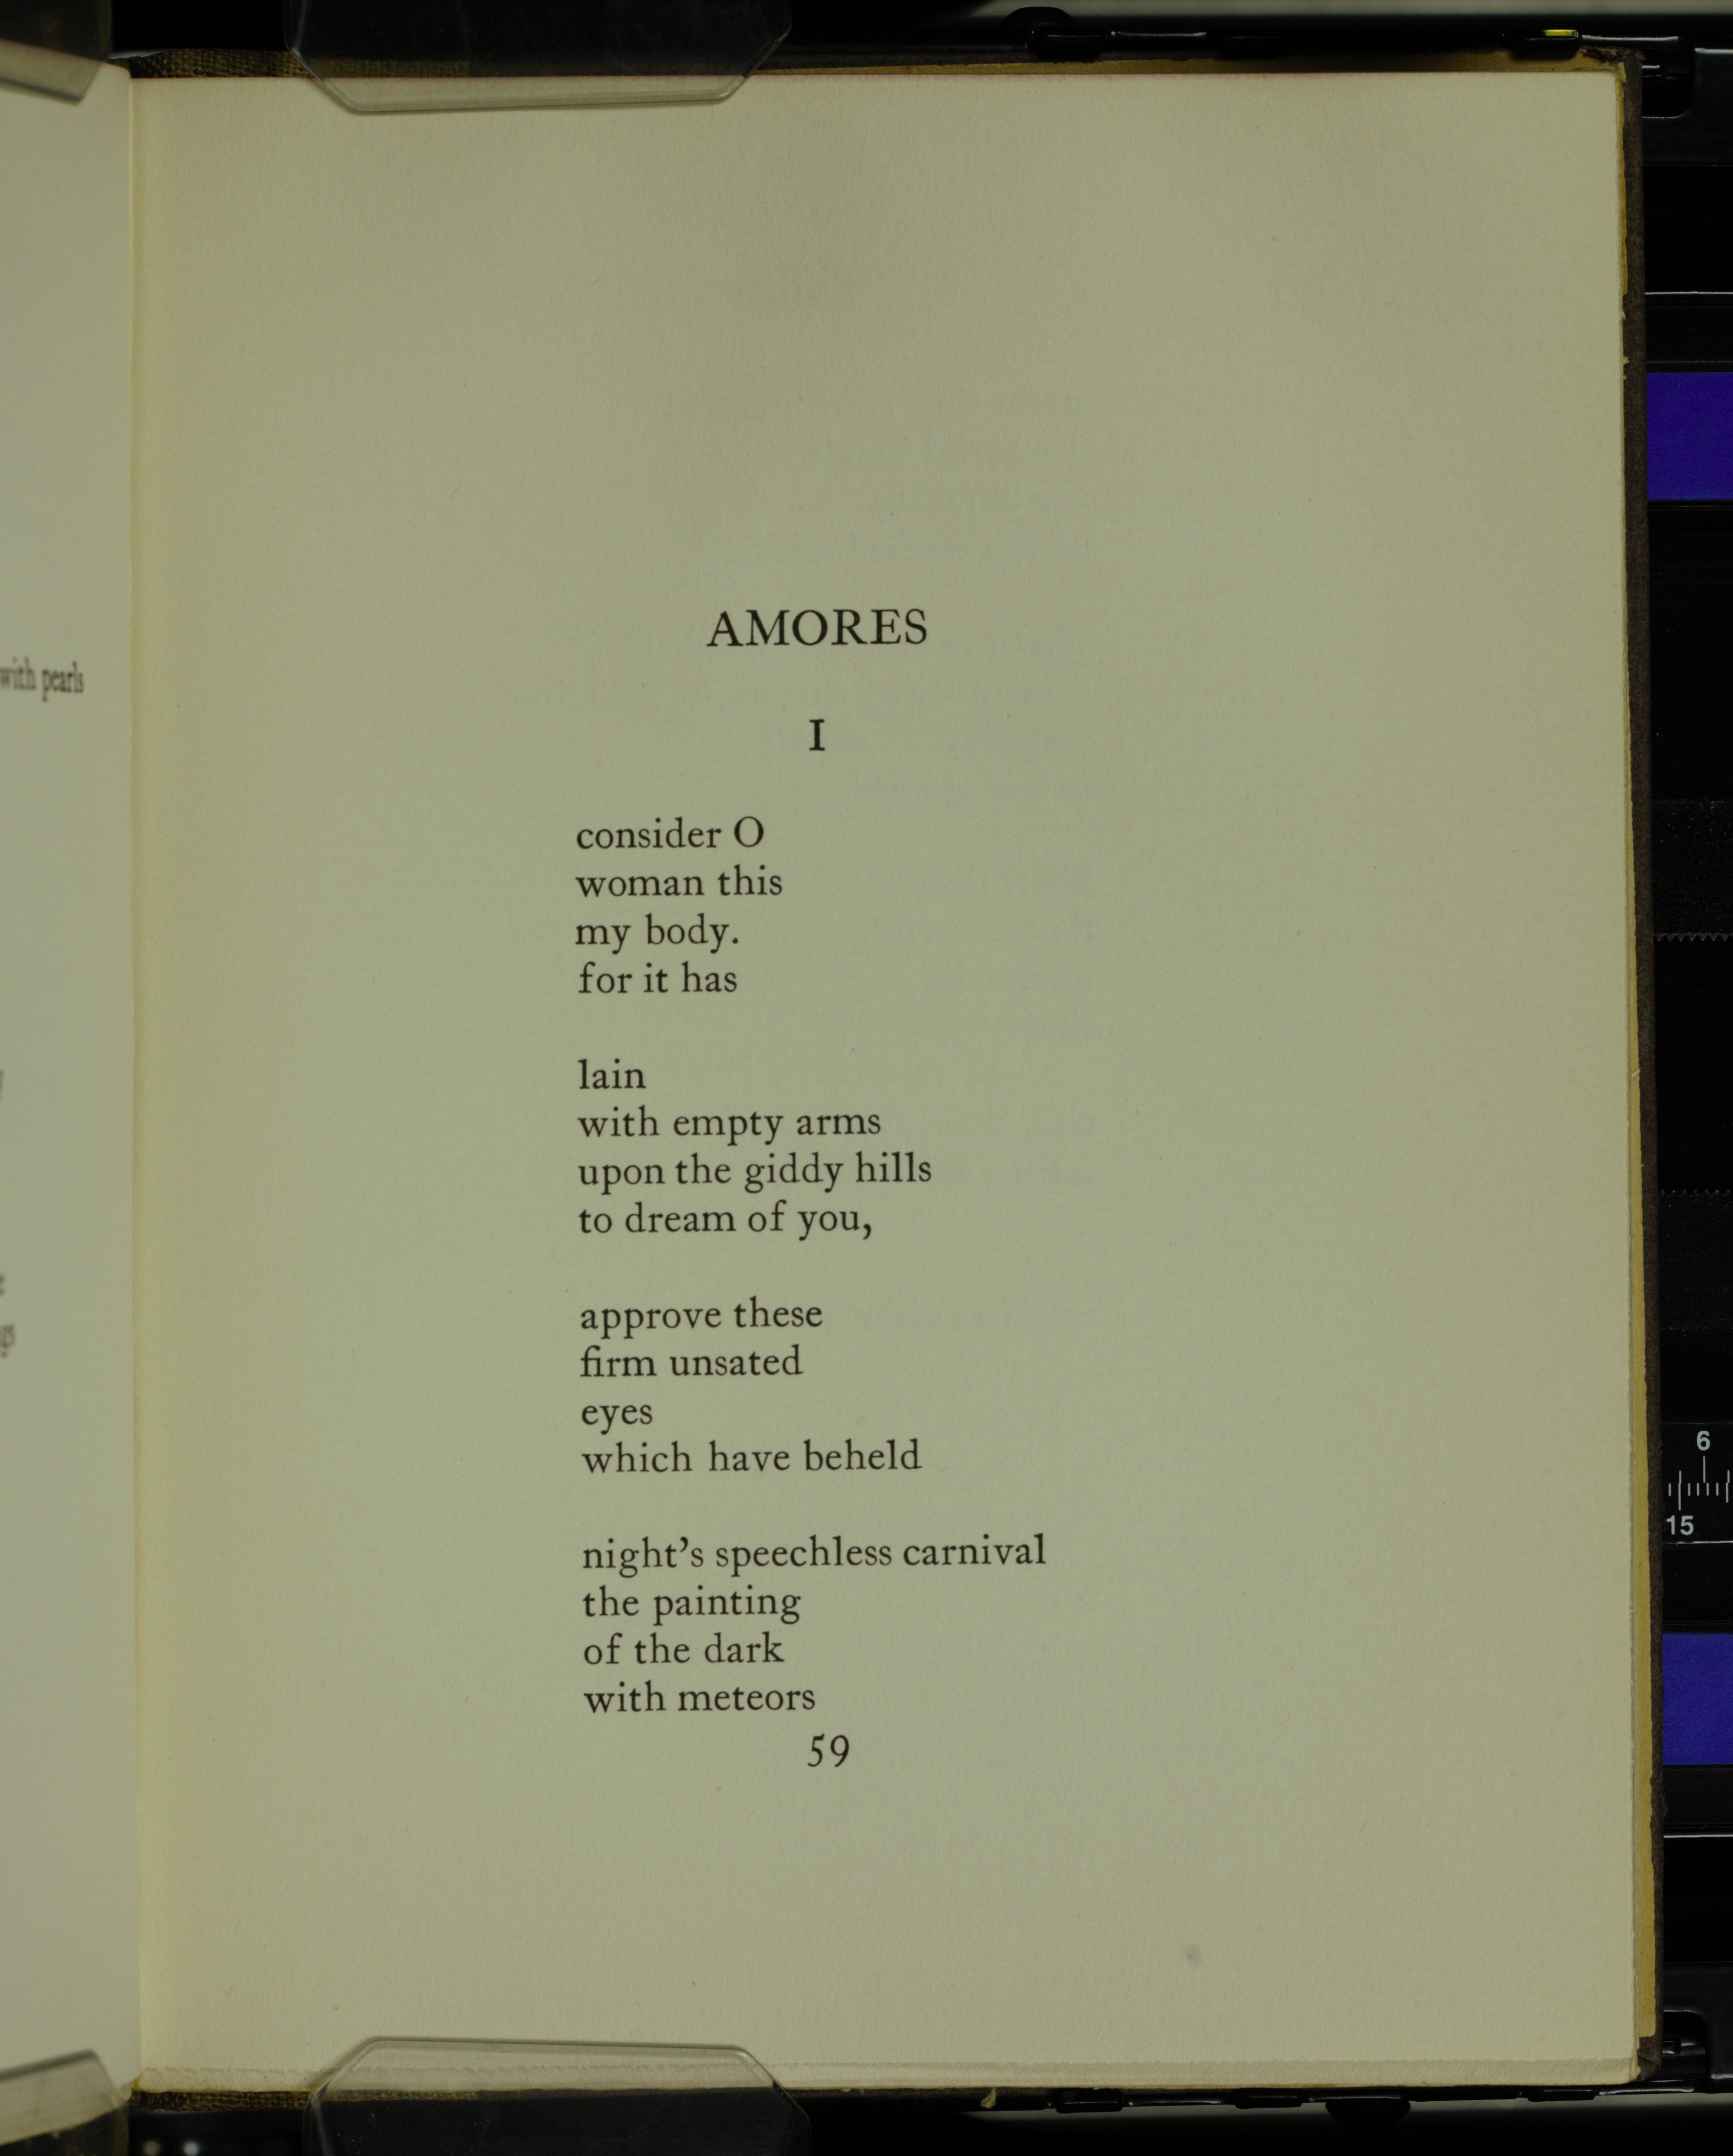 with pearls
AMORES
I
consider O
woman this
my body.
for it has
lain
with empty arms
upon the giddy hills
to dream of you,
approve these
firm unsated
eyes
which have beheld
night's speechless carnival
the painting
of the dark
with meteors
59
6
15